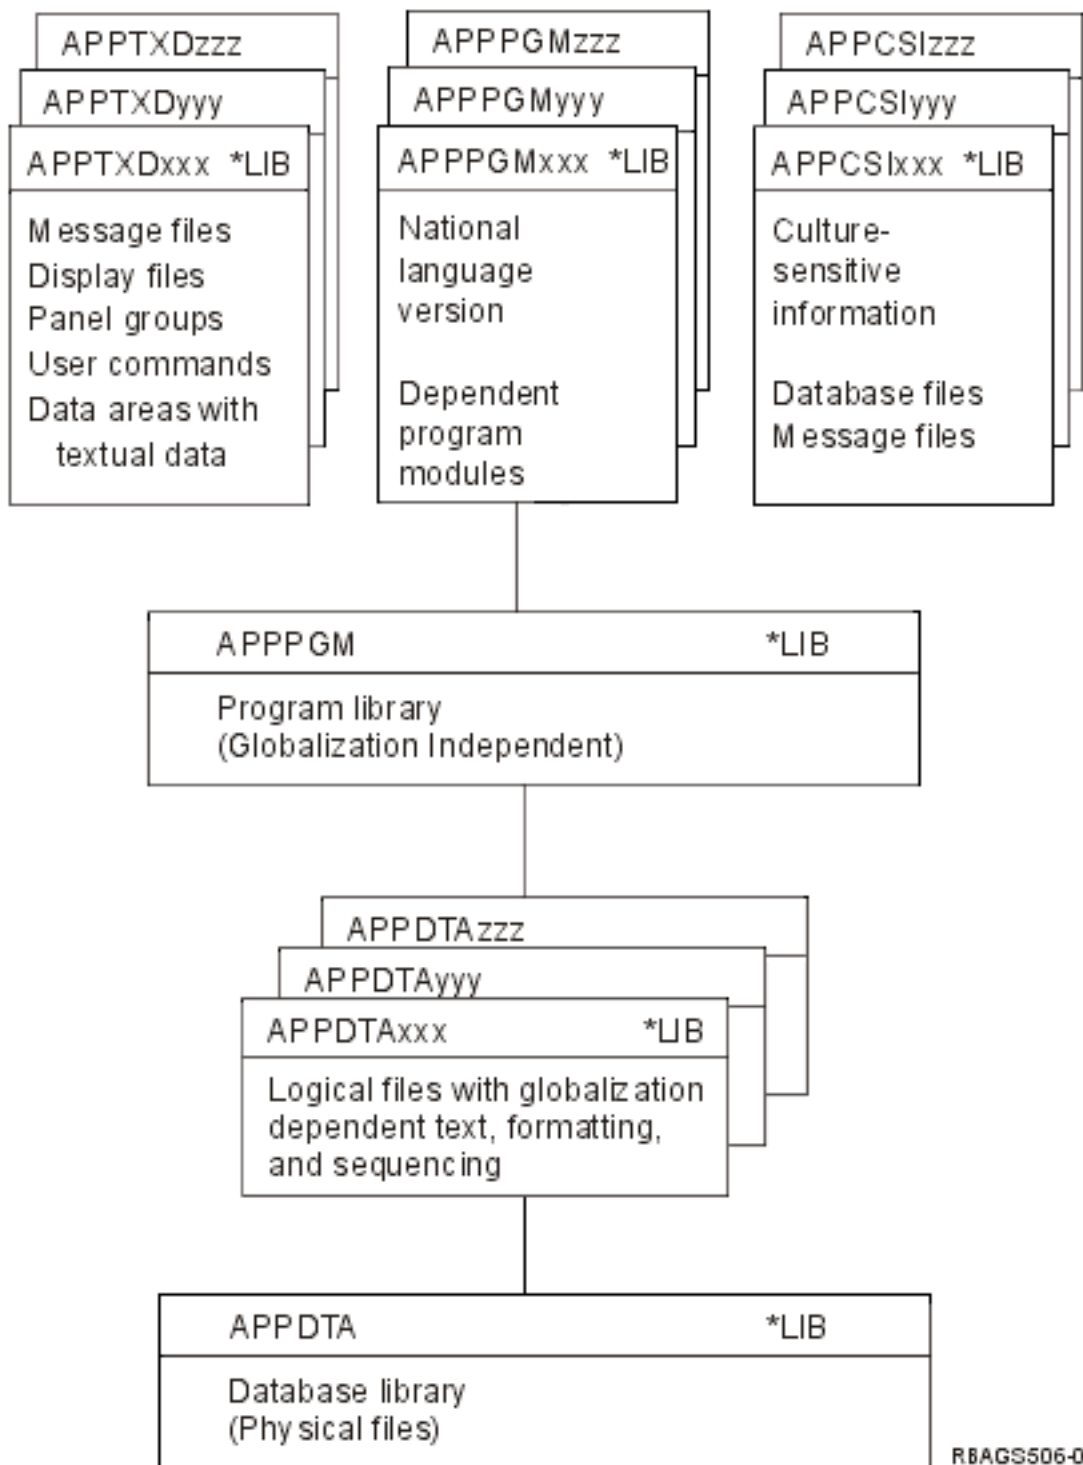 APPTXDzzz
APPTXDyyy
APPTXDxxx *LIB
Message files
Display files
Panel groups
User commands
Data areas with
textual data
APPPGMzzz
APPPGMyyy
APPPGMxxx *LIB
National
language
version
Dependent
program
modules
APPCSIzzz
APPCSIyyy
APPCSIxxx *LIB
Culture-
sensitive
information
Database files
Message files
APPPGM *LIB
Program library
(Globalization Independent)
APPDTAzzz
APPDTAyyy
APPDTAxxx *LIB
Logical files with globalization
dependent text, formatting,
and sequencing
APPDTA *LIB
Database library
(Physical files)
RBAGS506-0